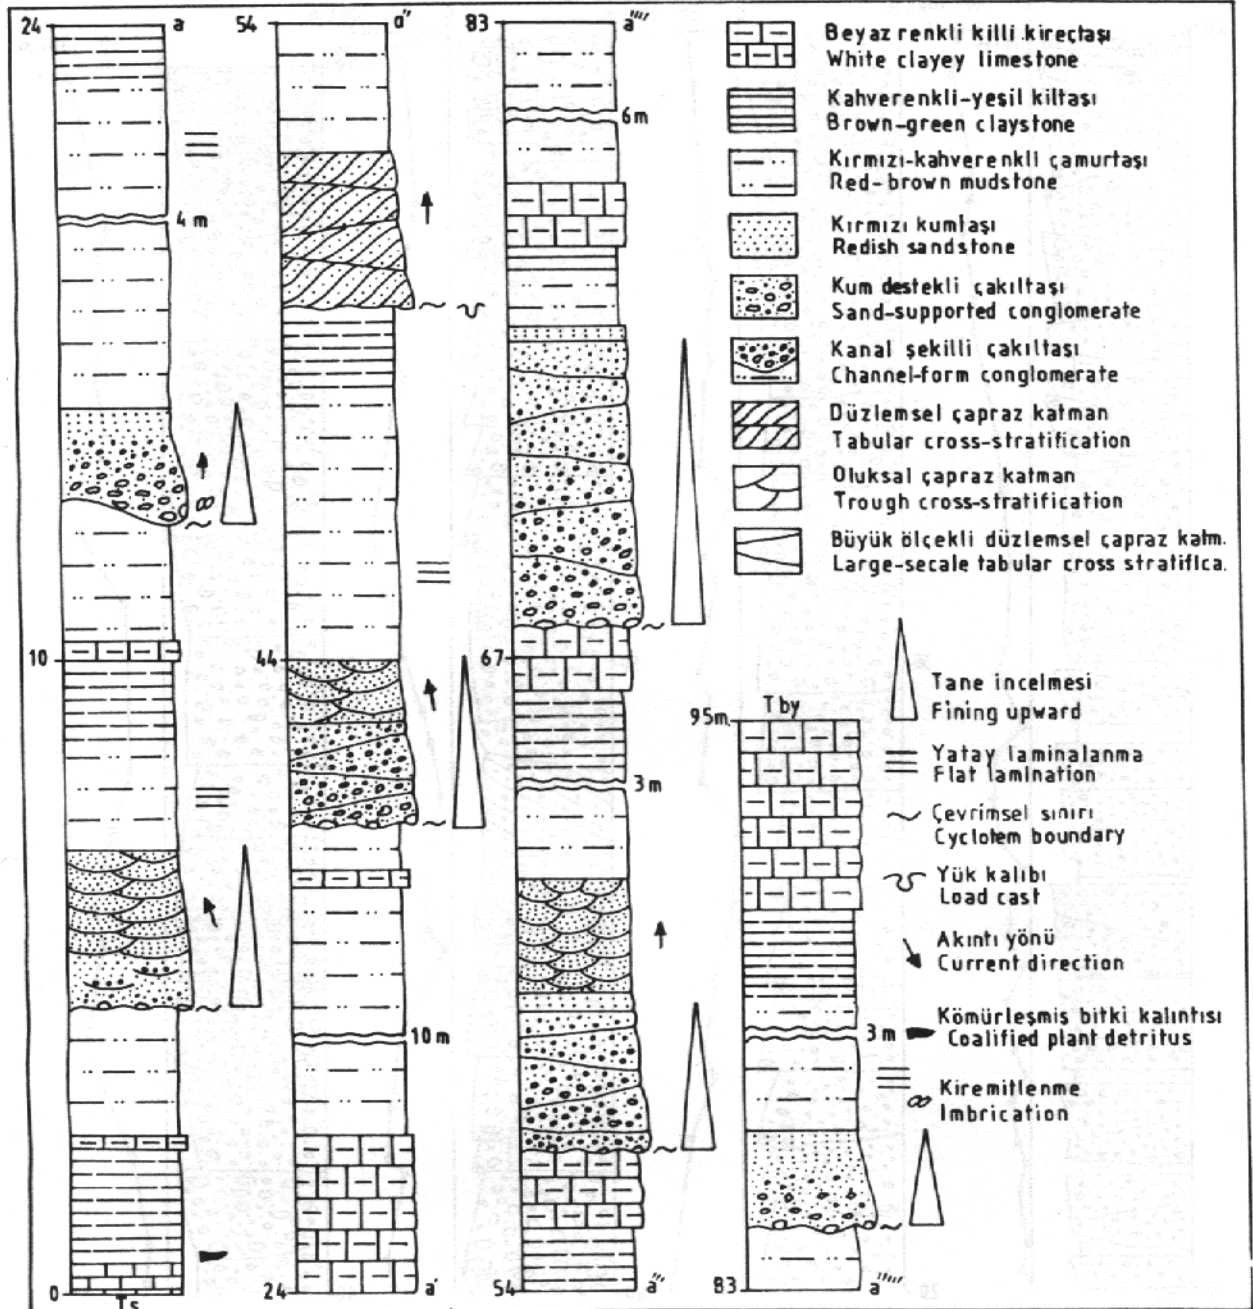 24
a
4 m
10
0
Ts
54
a''
44
10 m
24
a'
83
a''''
6m
67
3 m
54
a'''
95m.
T by
3m
83
a'''''
Beyaz renkli killi kireçtaşı
White clayey limestone
Kahverenkli-yeşil kiltaşı
Brown-green claystone
Kırmızı-kahverenkli çamurtaşı
Red-brown mudstone
Kırmızı kumtaşı
Redish sandstone
Kum destekli çakıltaşı
Sand-supported conglomerate
Kanal şekilli çakıltası
Channel-form conglomerate
Düzlemsel çapraz katman
Tabular cross-stratification
Oluksal çapraz katman
Trough cross-stratification
Büyük ölçekli düzlemsel çapraz katm.
Large-secale tabular cross stratifica.
Tane incelmesi
Fining upward
Yatay laminalanma
Flat lamination
Çevrimsel sınırı
Cyclotem boundary
Yük kalıbı
Load cast
Akıntı yönü
Current direction
Kömürleşmiş bitki kalıntısı
Coalified plant detritus
Kiremitlenme
Imbrication